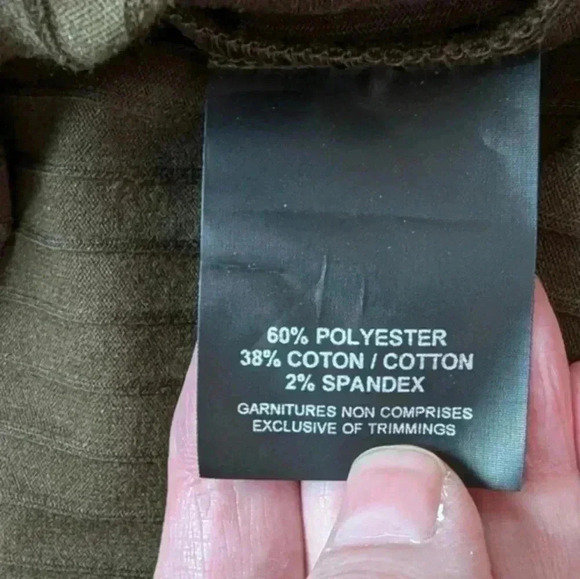 60% POLYESTER
38% COTON / COTTON
2% SPANDEX
GARNITURES NON COMPRISES
EXCLUSIVE OF TRIMMINGS